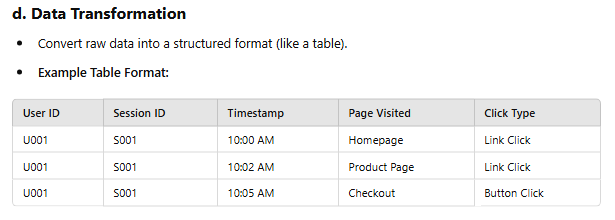 d. Data Transformation
• Convert raw data into a structured format (like a table).
• Example Table Format:
User ID Session ID Timestamp Page Visited Click Type
U001 S001 10:00 AM Homepage Link Click
U001 S001 10:02 AM Product Page Link Click
U001 S001 10:05 AM Checkout Button Click